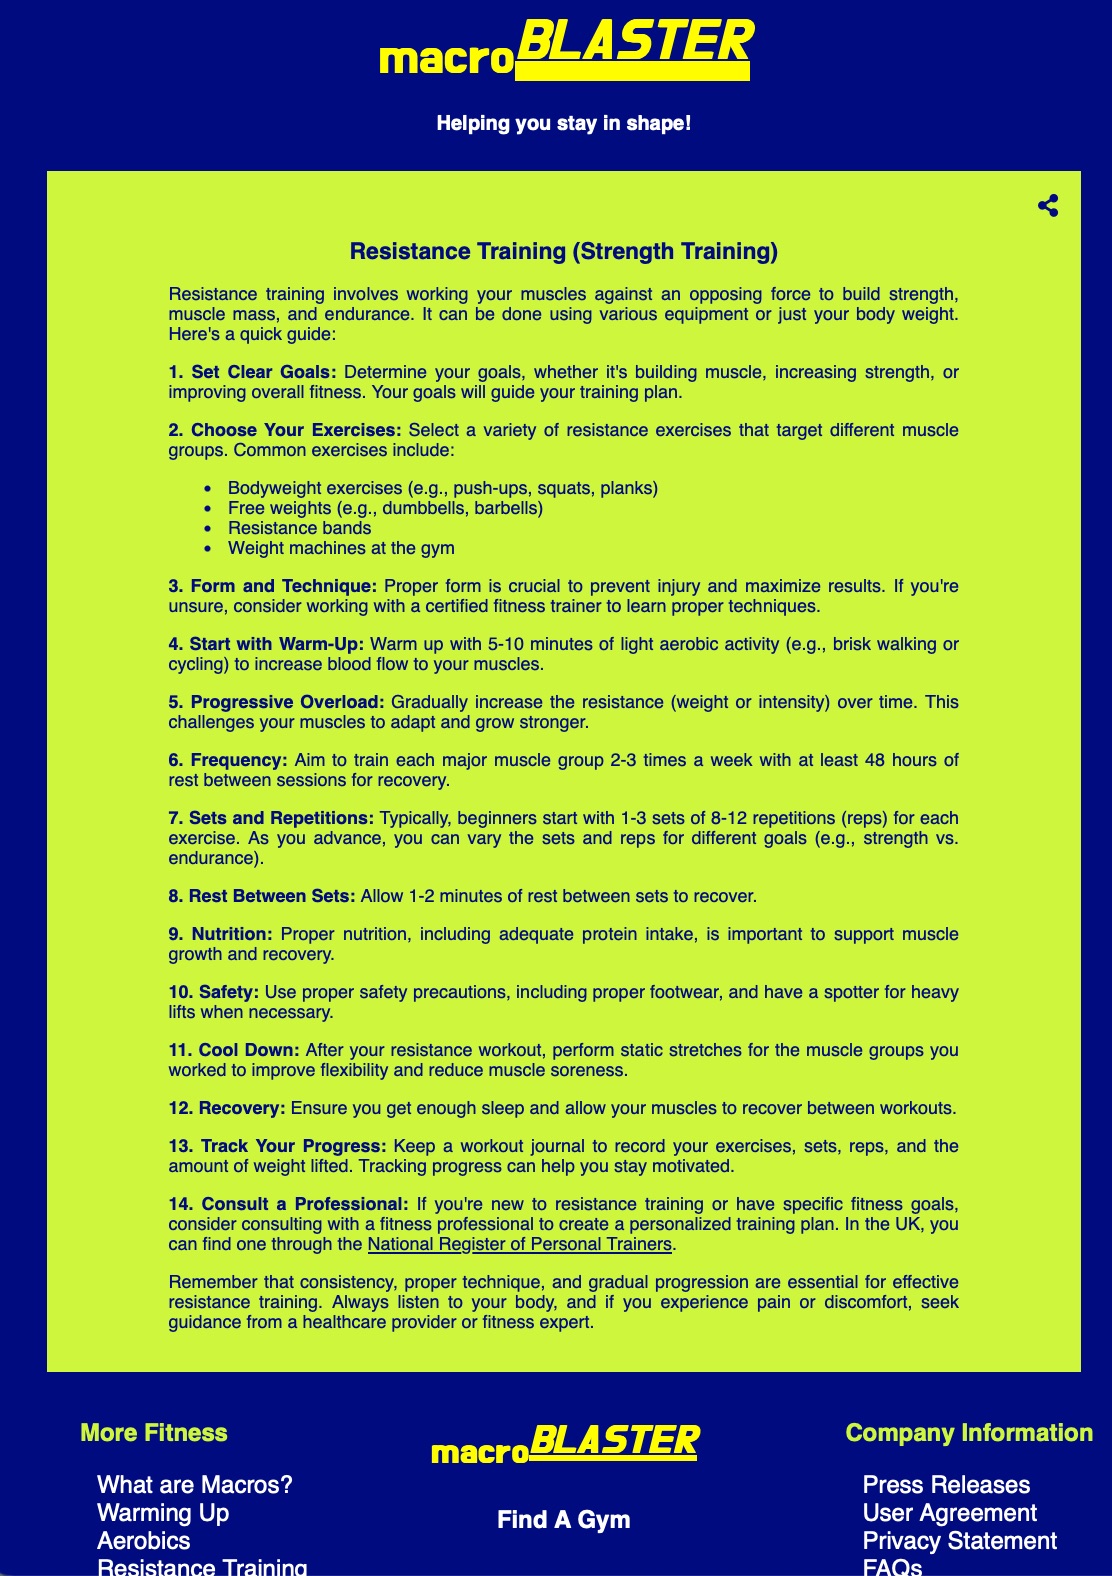 macroBLASTER
Helping you stay in shape!
Resistance Training (Strength Training)
Resistance training involves working your muscles against an opposing force to build strength,
muscle mass, and endurance. It can be done using various equipment or just your body weight.
Here's a quick guide:
1. Set Clear Goals: Determine your goals, whether it's building muscle, increasing strength, or
improving overall fitness. Your goals will guide your training plan.
2. Choose Your Exercises: Select a variety of resistance exercises that target different muscle
groups. Common exercises include:
• Bodyweight exercises (e.g., push-ups, squats, planks)
• Free weights (e.g., dumbbells, barbells)
• Resistance bands
• Weight machines at the gym
3. Form and Technique: Proper form is crucial to prevent injury and maximize results. If you're
unsure, consider working with a certified fitness trainer to learn proper techniques.
4. Start with Warm-Up: Warm up with 5-10 minutes of light aerobic activity (e.g., brisk walking or
cycling) to increase blood flow to your muscles.
5. Progressive Overload: Gradually increase the resistance (weight or intensity) over time. This
challenges your muscles to adapt and grow stronger.
6. Frequency: Aim to train each major muscle group 2-3 times a week with at least 48 hours of
rest between sessions for recovery.
7. Sets and Repetitions: Typically, beginners start with 1-3 sets of 8-12 repetitions (reps) for each
exercise. As you advance, you can vary the sets and reps for different goals (e.g., strength vs.
endurance).
8. Rest Between Sets: Allow 1-2 minutes of rest between sets to recover.
9. Nutrition: Proper nutrition, including adequate protein intake, is important to support muscle
growth and recovery.
10. Safety: Use proper safety precautions, including proper footwear, and have a spotter for heavy
lifts when necessary.
11. Cool Down: After your resistance workout, perform static stretches for the muscle groups you
worked to improve flexibility and reduce muscle soreness.
12. Recovery: Ensure you get enough sleep and allow your muscles to recover between workouts.
13. Track Your Progress: Keep a workout journal to record your exercises, sets, reps, and the
amount of weight lifted. Tracking progress can help you stay motivated.
14. Consult a Professional: If you're new to resistance training or have specific fitness goals,
consider consulting with a fitness professional to create a personalized training plan. In the UK, you
can find one through the National Register of Personal Trainers.
Remember that consistency, proper technique, and gradual progression are essential for effective
resistance training. Always listen to your body, and if you experience pain or discomfort, seek
guidance from a healthcare provider or fitness expert.
More Fitness
What are Macros?
Warming Up
Aerobics
Resistance Training
macroBLASTER
Find A Gym
Company Information
Press Releases
User Agreement
Privacy Statement
FAQs